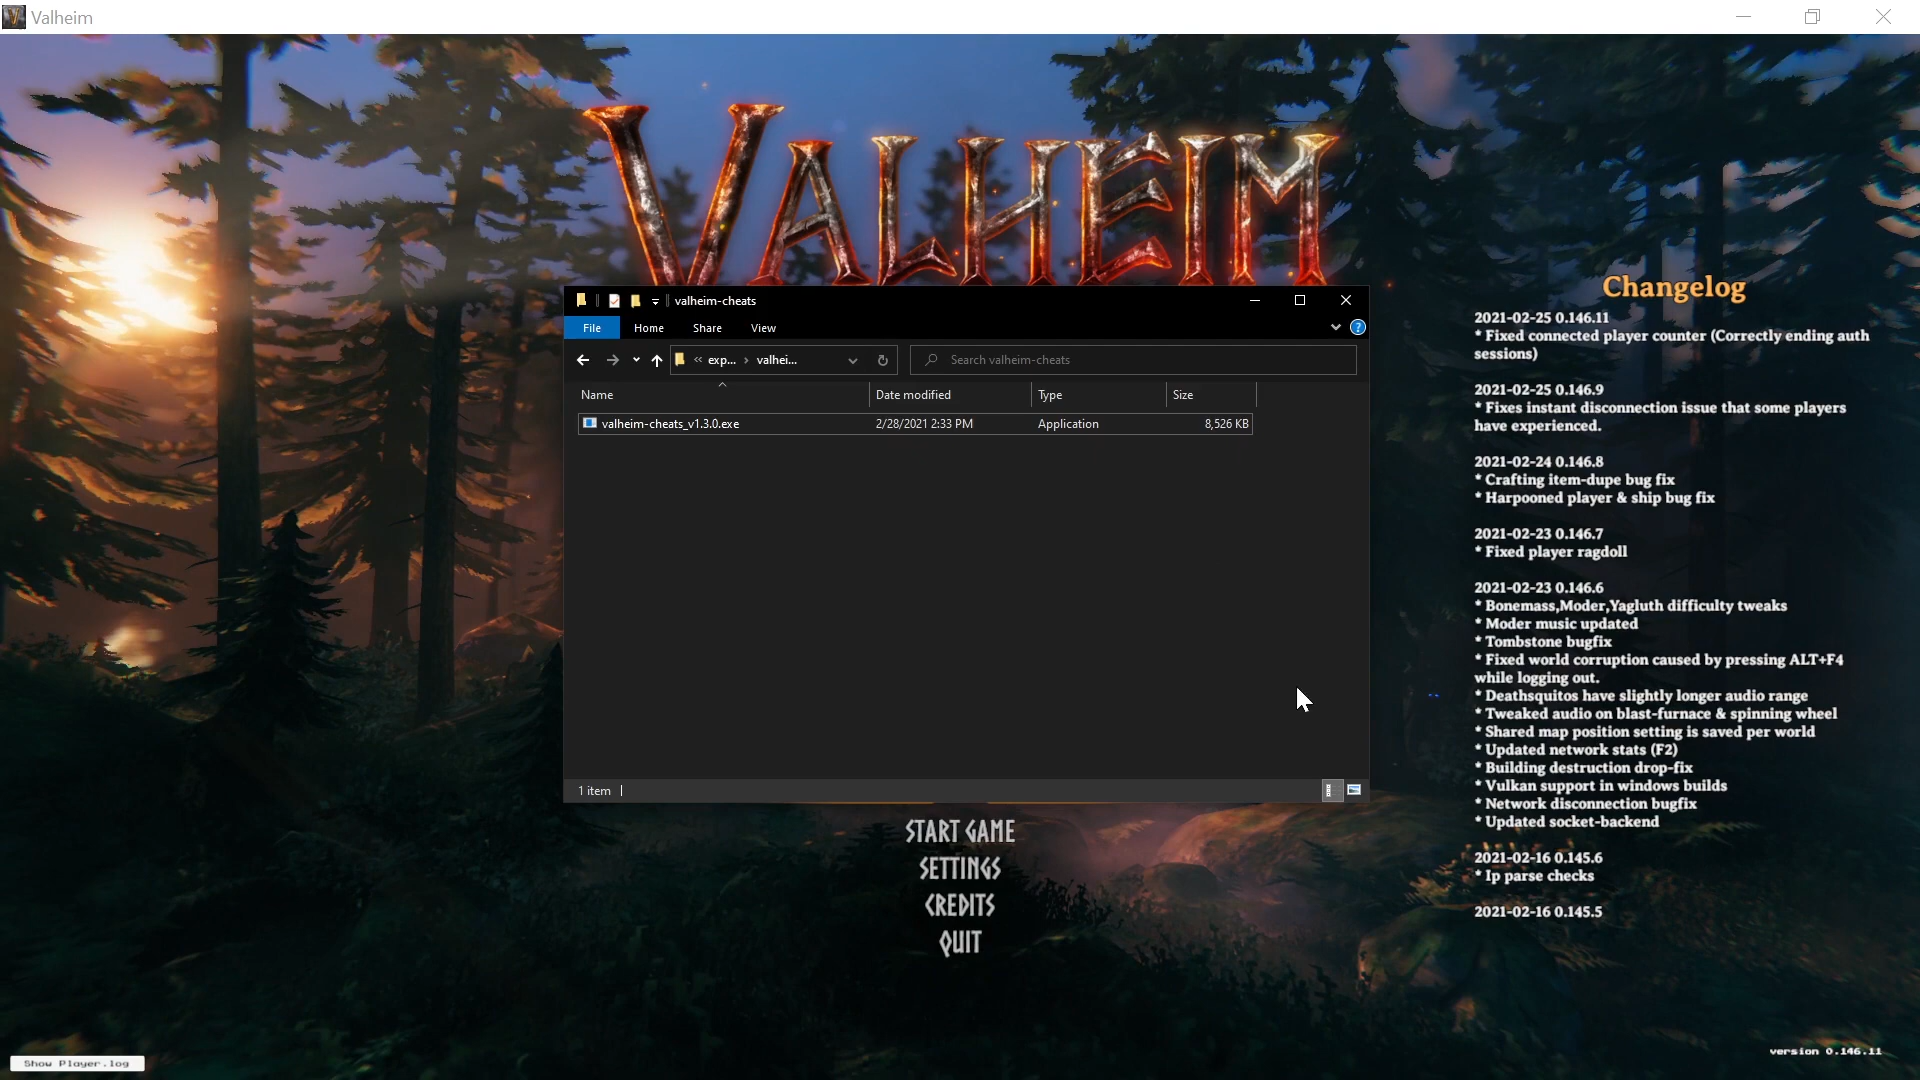 Valheim
VALHEIM
valheim-cheats
File Home Share View
« exp... › valhei... Search valheim-cheats
Name Date modified Type Size
valheim-cheats_v1.3.0.exe 2/28/2021 2:33 PM Application 8,526 KB
1 item
START GAME
SETTINGS
CREDITS
QUIT
Changelog
2021-02-25 0.146.11
* Fixed connected player counter (Correctly ending auth
sessions)
2021-02-25 0.146.9
* Fixes instant disconnection issue that some players
have experienced.
2021-02-24 0.146.8
* Crafting item-dupe bug fix
* Harpooned player & ship bug fix
2021-02-23 0.146.7
* Fixed player ragdoll
2021-02-23 0.146.6
* Bonemass,Moder,Yagluth difficulty tweaks
* Moder music updated
* Tombstone bugfix
* Fixed world corruption caused by pressing ALT+F4
while logging out.
* Deathsquitos have slightly longer audio range
* Tweaked audio on blast-furnace & spinning wheel
* Shared map position setting is saved per world
* Updated network stats (F2)
* Building destruction drop-fix
* Vulkan support in windows builds
* Network disconnection bugfix
* Updated socket-backend
2021-02-16 0.145.6
* Ip parse checks
2021-02-16 0.145.5
Show Player.log
version 0.146.11